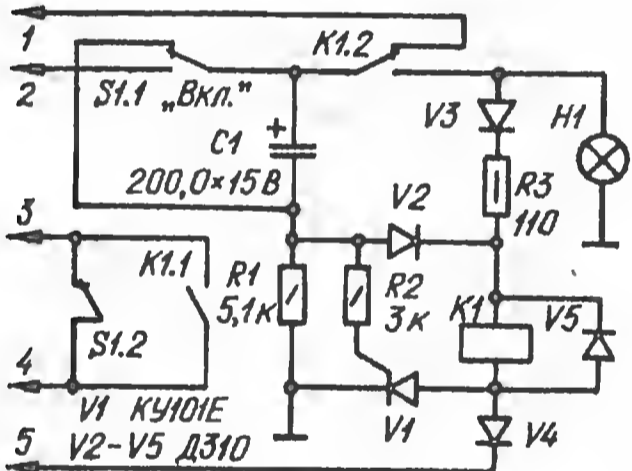 1
K1.2
2
S1.1 „Вкл."
V3
H1
C1
+
200,0×15В
R3
110
V2
3
K1.1
R1
5,1к
R2
3к
K1
V5
S1.2
4
V1 КУ101Е
V1
V4
5
V2-V5 Д310